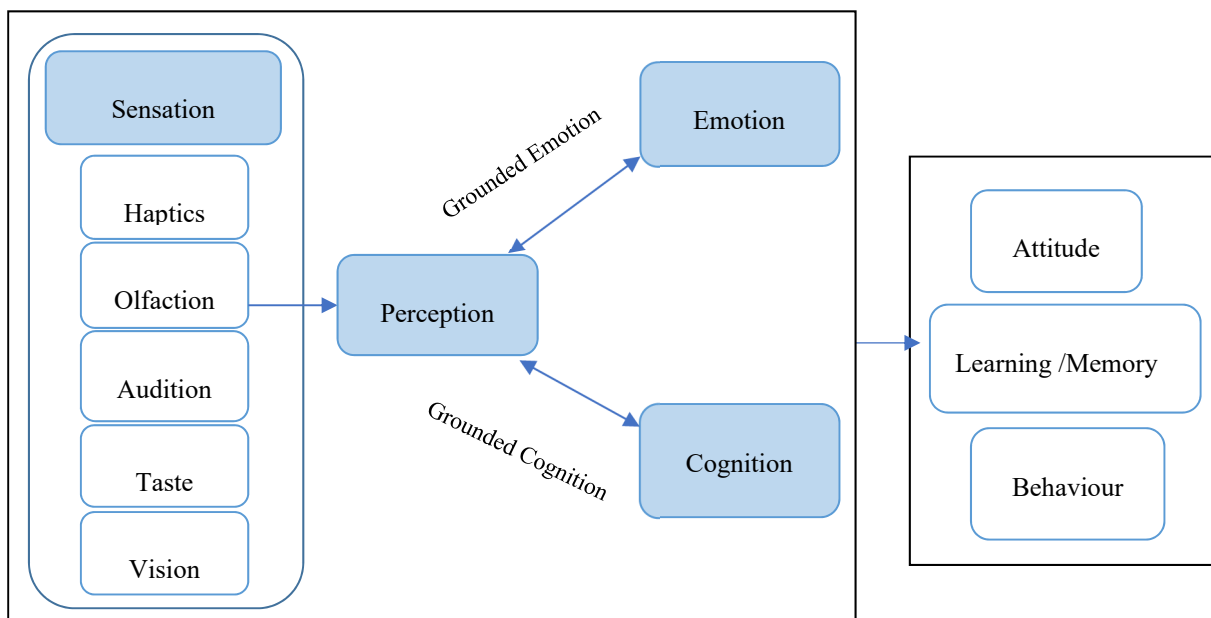 Sensation
Haptics
Olfaction
Audition
Taste
Vision
Perception
Grounded Emotion
Grounded Cognition
Emotion
Cognition
Attitude
Learning /Memory
Behaviour